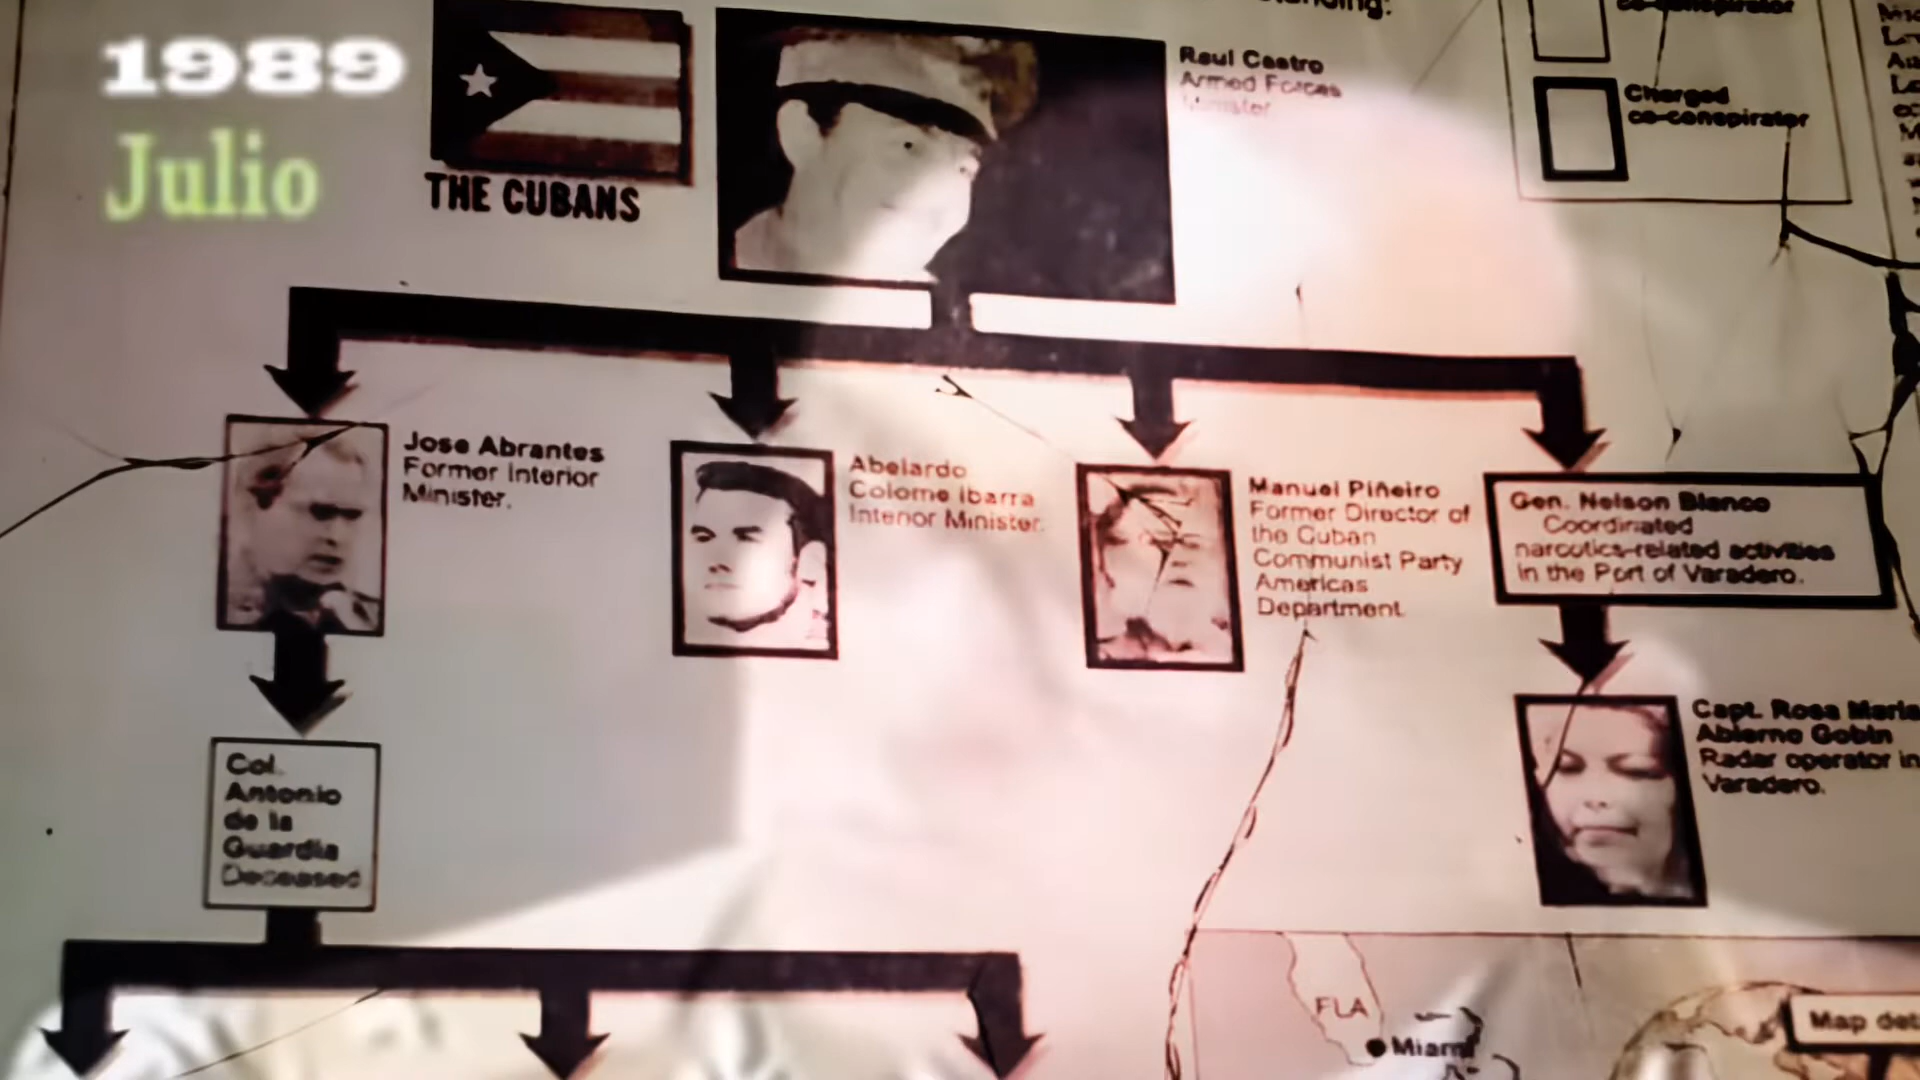 1989
Julio
THE CUBANS
Raul Castro
Armed Forces
Minister
co-conspirator
Charged
co-conspirator
Jose Abrantes
Former Interior
Minister.
Abelardo
Colome Ibarra
Interior Minister.
Manuel Piñeiro
Former Director of
the Cuban
Communist Party
Americas
Department
Gen. Nelson Blanco
Coordinated
narcotics-related activities
in the Port of Varadero.
Col.
Antonio
de la
Guardia
Deceased
Capt. Rosa Maria
Abierno Gobin
Radar operator in
Varadero.
FLA
Miami
Map